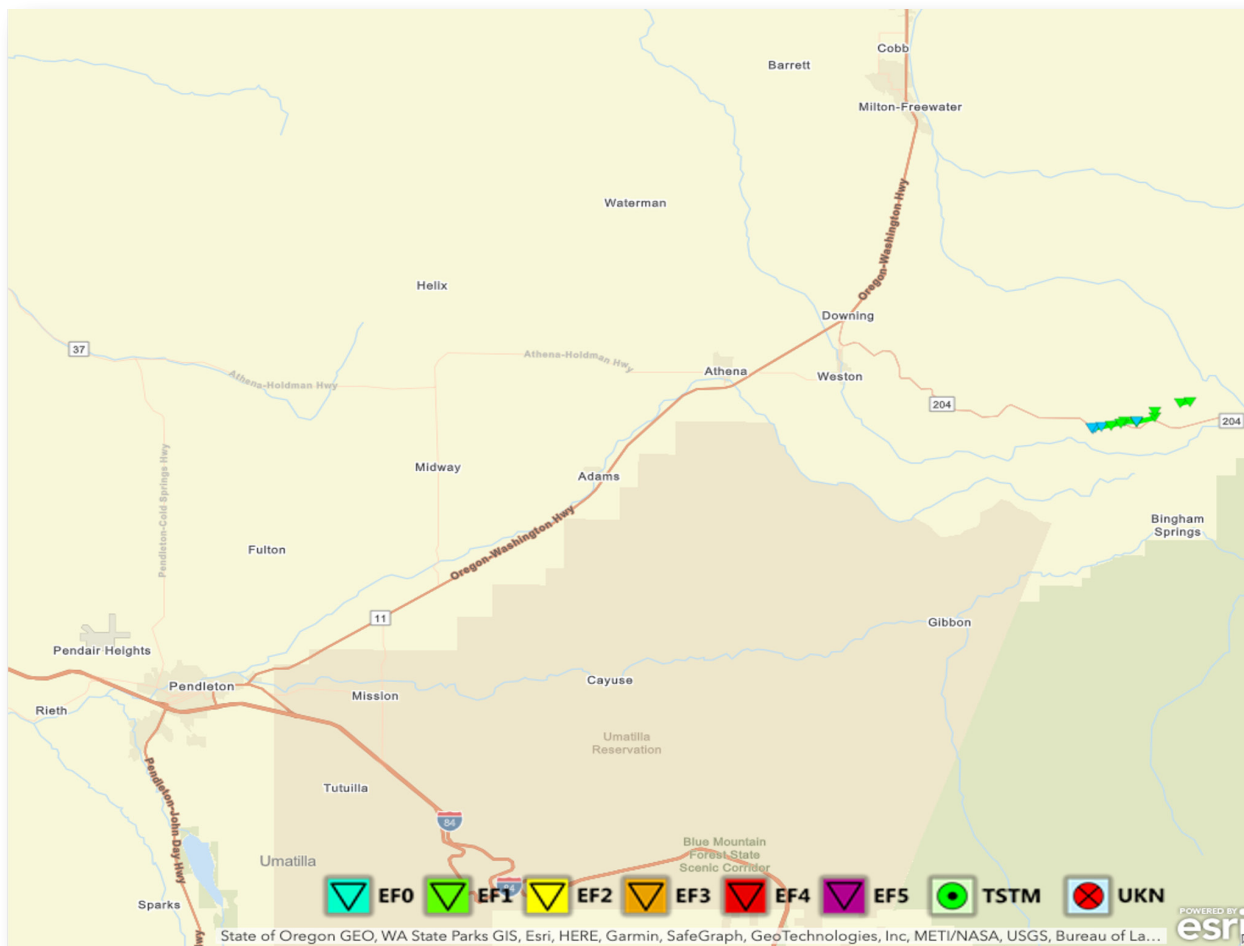 Cobb
Barrett
Milton-Freewater
Waterman
Oregon-Washington Hwy
Helix
Downing
37
Athena-Holdman Hwy
Athena-Holdman Hwy
Athena
Weston
204
204
Pendleton-Cold Springs Hwy
Midway
Adams
Bingham
Springs
Oregon-Washington Hwy
Fulton
11
Gibbon
Pendair Heights
Pendleton
Mission
Cayuse
Rieth
Umatilla
Reservation
Pendleton-John Day Hwy
Tutuilla
84
Blue Mountain
Forest State
Scenic Corridor
Umatilla
84
Sparks
EF0 EF1 EF2 EF3 EF4 EF5 TSTM UKN
Hwy
POWERED BY
esri
State of Oregon GEO, WA State Parks GIS, Esri, HERE, Garmin, SafeGraph, GeoTechnologies, Inc, METI/NASA, USGS, Bureau of La...